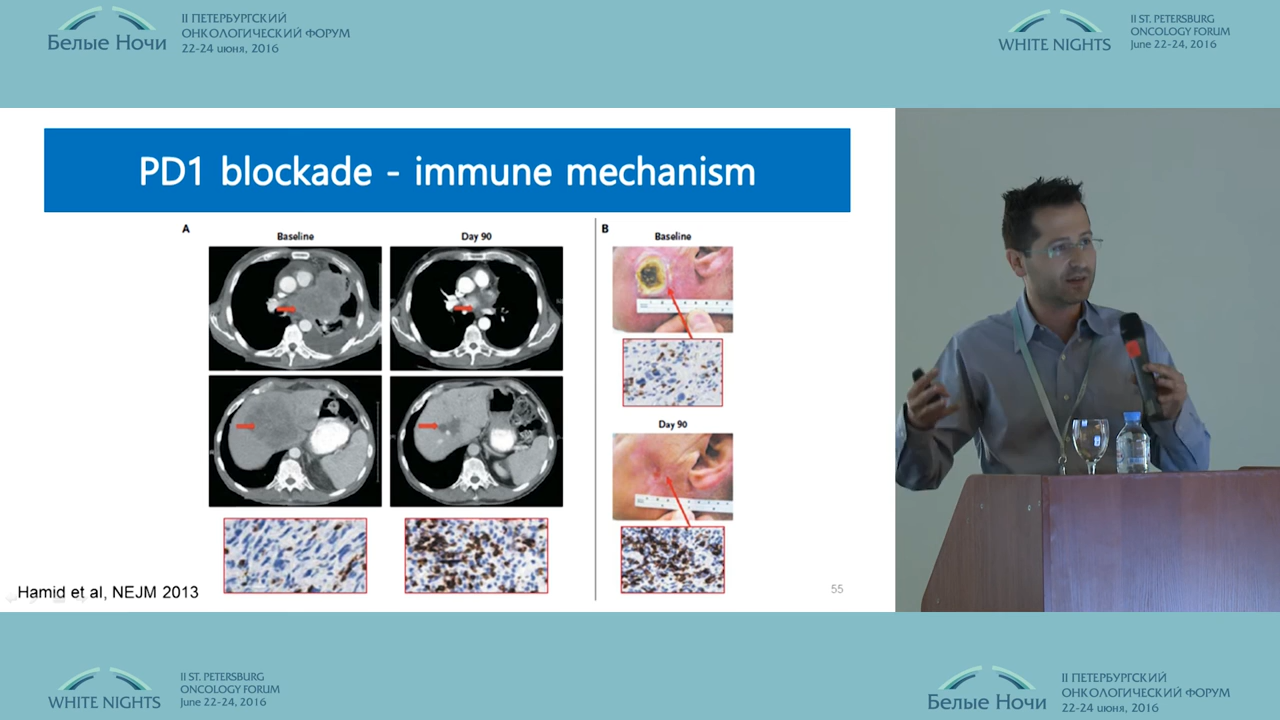 Белые Ночи
II ПЕТЕРБУРГСКИЙ
ОНКОЛОГИЧЕСКИЙ ФОРУМ
22-24 июня, 2016
WHITE NIGHTS
II ST. PETERSBURG
ONCOLOGY FORUM
June 22-24, 2016
PD1 blockade - immune mechanism
A
Baseline
Day 90
B
Baseline
Day 90
Hamid et al, NEJM 2013
55
WHITE NIGHTS
II ST. PETERSBURG
ONCOLOGY FORUM
June 22-24, 2016
Белые Ночи
II ПЕТЕРБУРГСКИЙ
ОНКОЛОГИЧЕСКИЙ ФОРУМ
22-24 июня, 2016